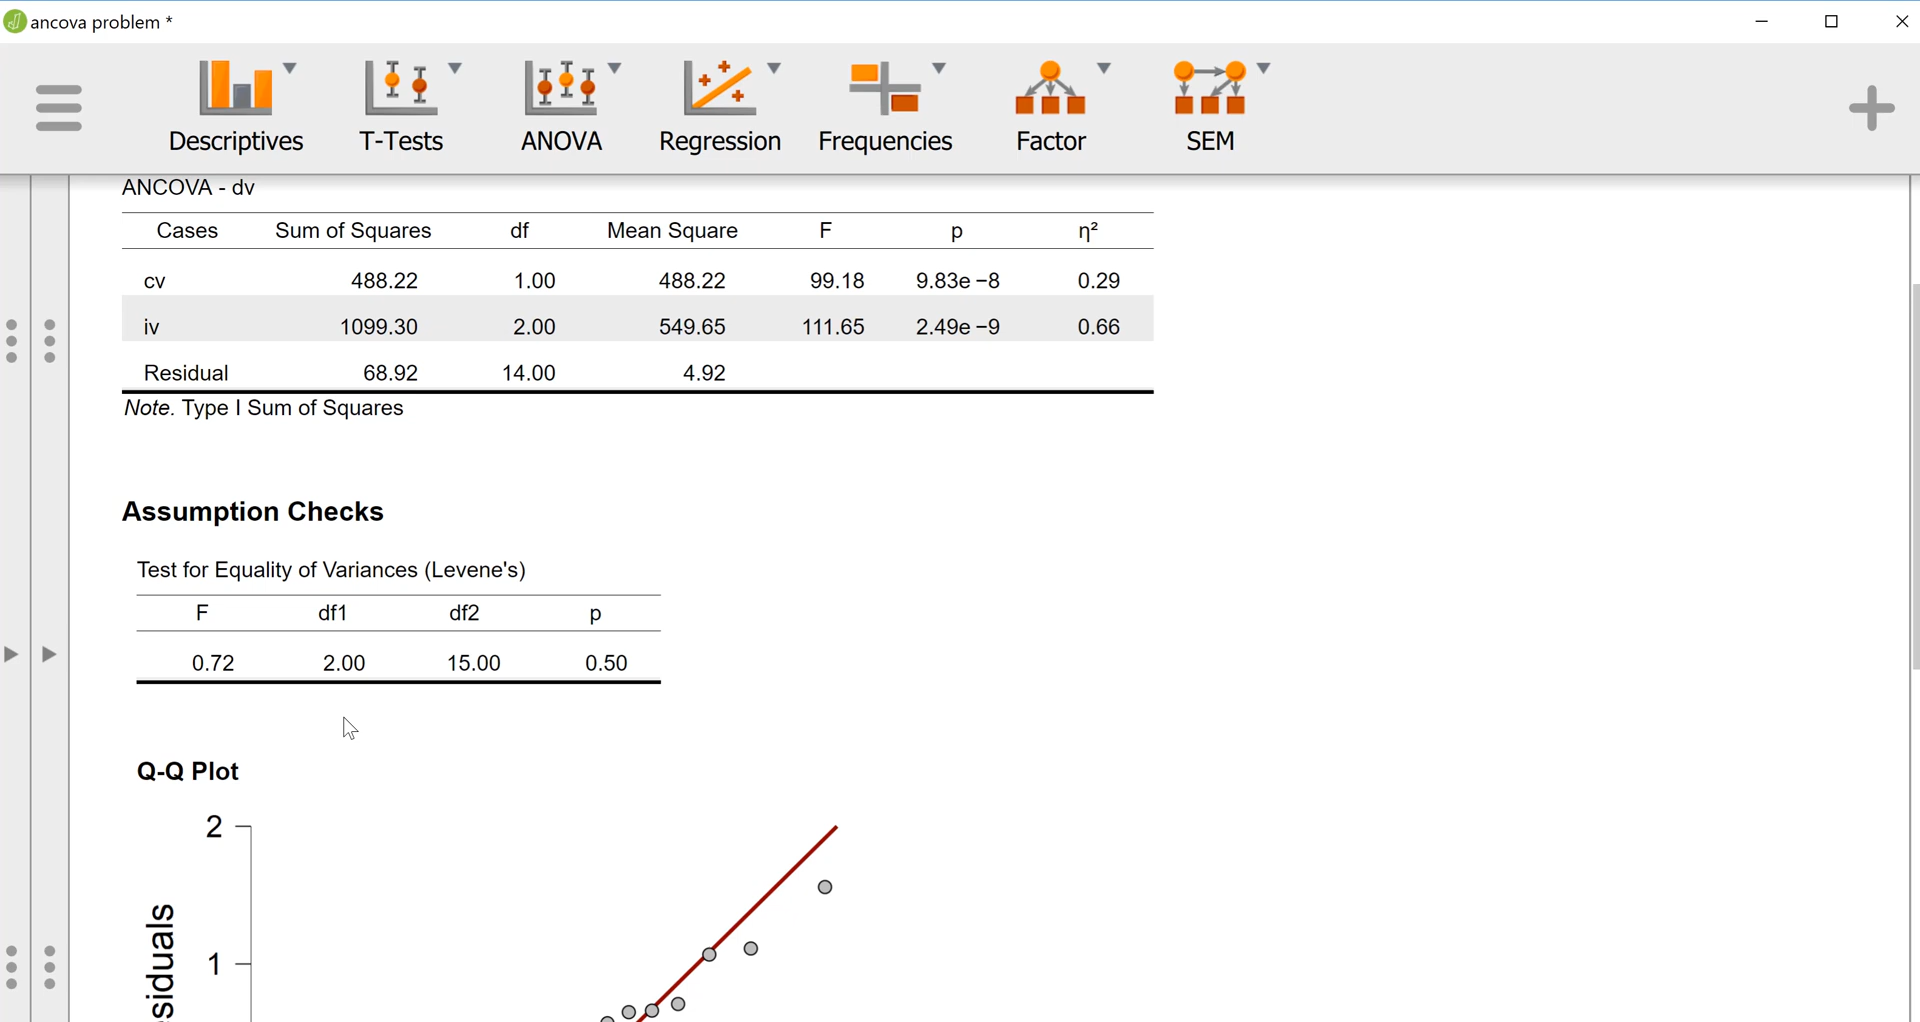 ancova problem *
Descriptives T-Tests ANOVA Regression Frequencies Factor SEM
ANCOVA - dv
Cases Sum of Squares df Mean Square F p η²
cv 488.22 1.00 488.22 99.18 9.83e −8 0.29
iv 1099.30 2.00 549.65 111.65 2.49e −9 0.66
Residual 68.92 14.00 4.92
Note. Type I Sum of Squares
Assumption Checks
Test for Equality of Variances (Levene's)
F df1 df2 p
0.72 2.00 15.00 0.50
Q-Q Plot
2
1